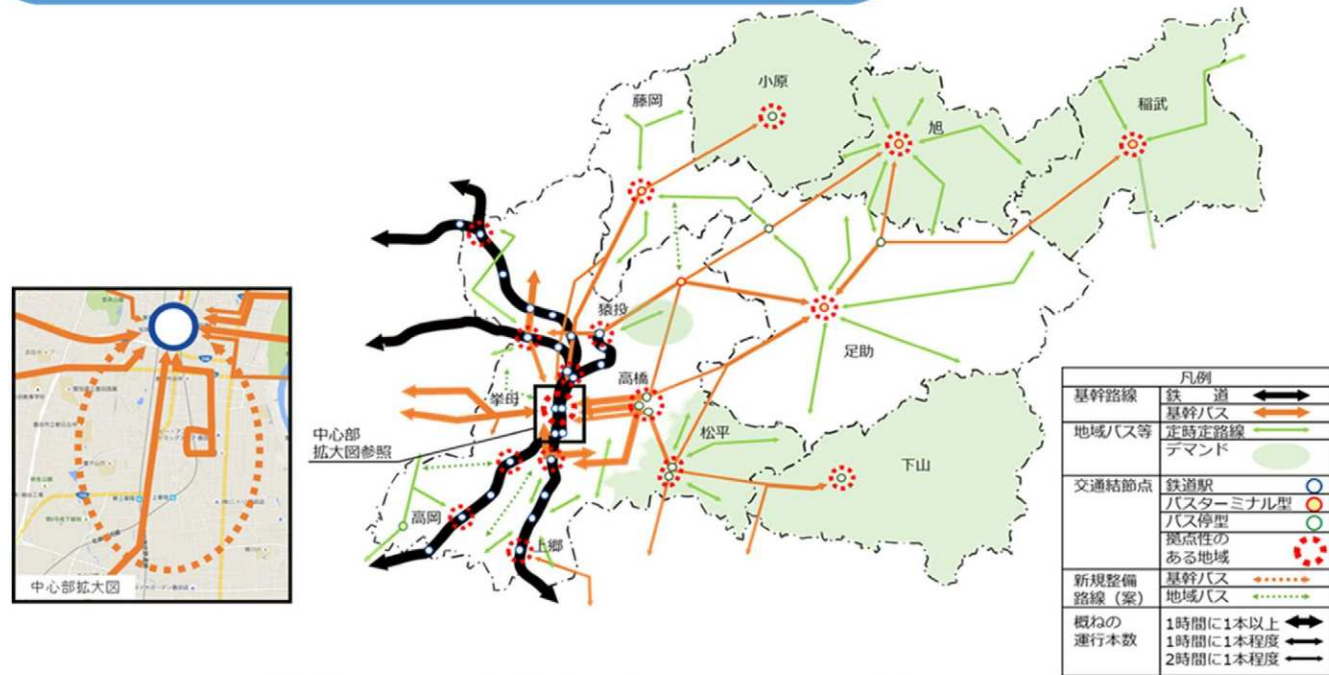 小原
藤岡
旭
稲武
猿投
足助
高橋
挙母
中心部
拡大図参照
松平
下山
高岡
上郷
中心部拡大図
凡例
基幹路線
鉄 道
基幹バス
地域バス等
定時定路線
デマンド
交通結節点
鉄道駅
バスターミナル型
バス停型
拠点性の
ある地域
新規整備
路線（案）
基幹バス
地域バス
概ねの
運行本数
1時間に1本以上
1時間に1本程度
2時間に1本程度